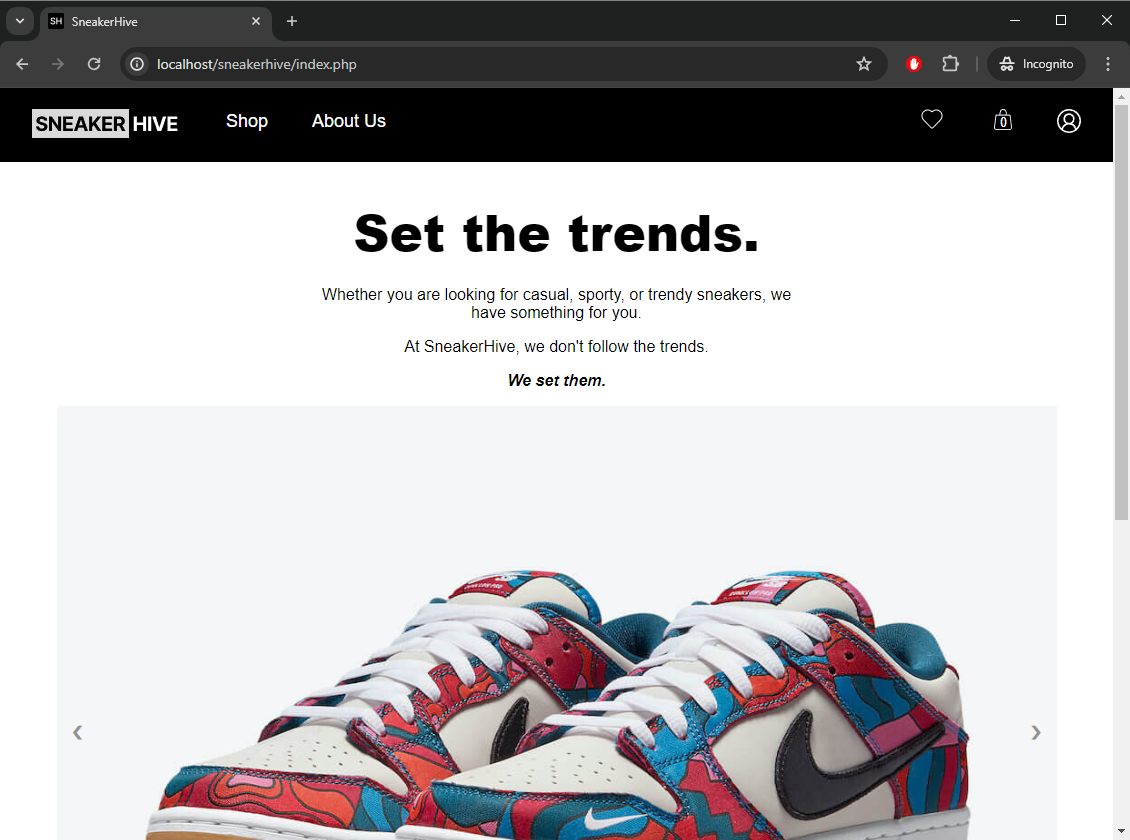 SH SneakerHive
localhost/sneakerhive/index.php
Incognito
SNEAKER HIVE
Shop
About Us
0
Set the trends.
Whether you are looking for casual, sporty, or trendy sneakers, we
have something for you.
At SneakerHive, we don't follow the trends.
We set them.